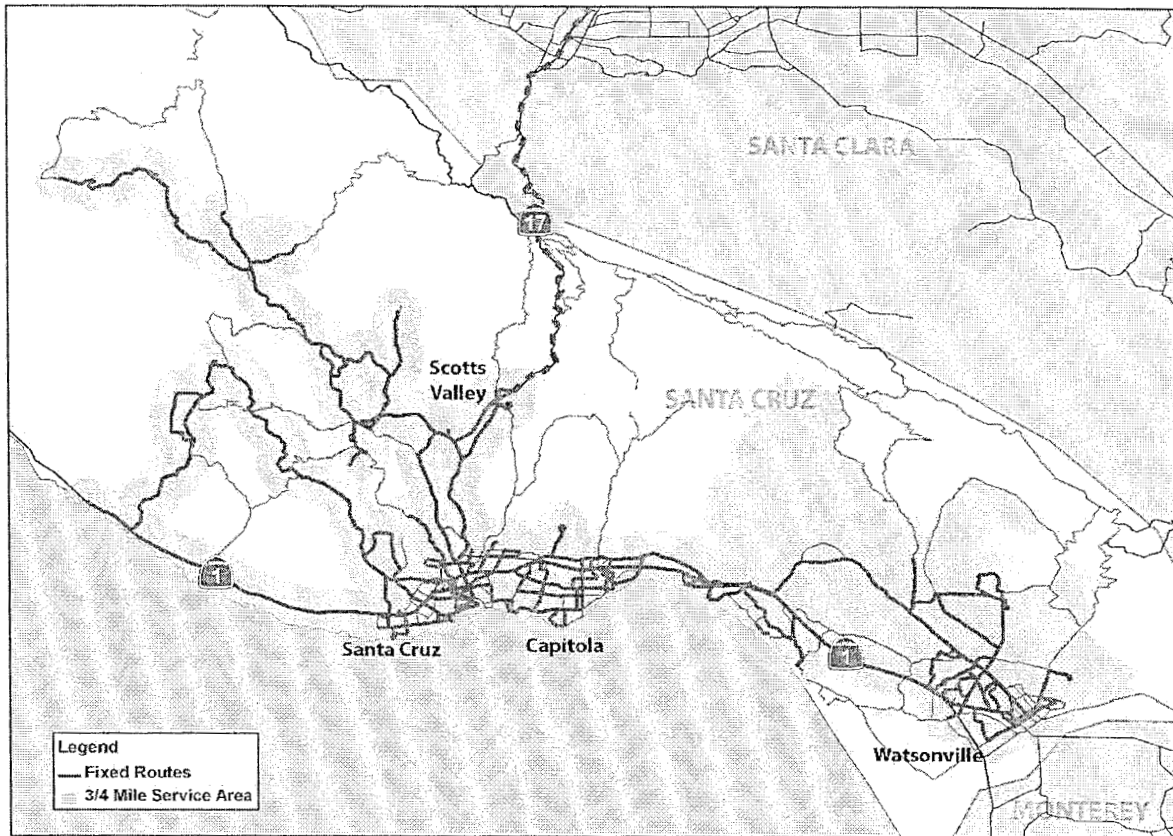 SANTA CLARA
17
Scotts
Valley
SANTA CRUZ
1
Santa Cruz
Capitola
1
Watsonville
MONTEREY
Legend
Fixed Routes
3/4 Mile Service Area